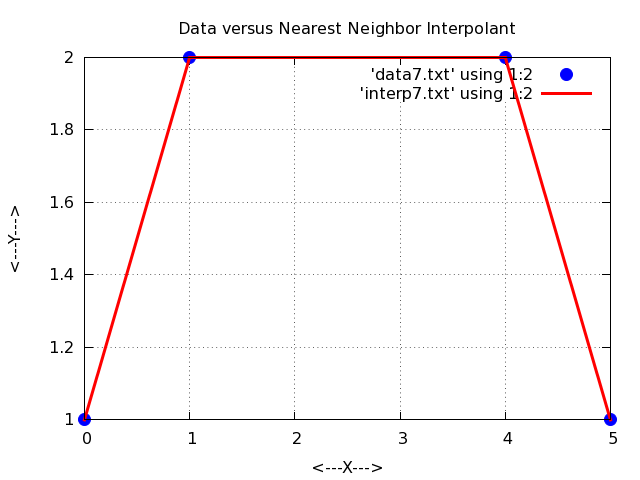 Data versus Nearest Neighbor Interpolant
'data7.txt' using 1:2
'interp7.txt' using 1:2
2
1.8
1.6
1.4
1.2
1
<---Y--->
0 1 2 3 4 5
<---X--->